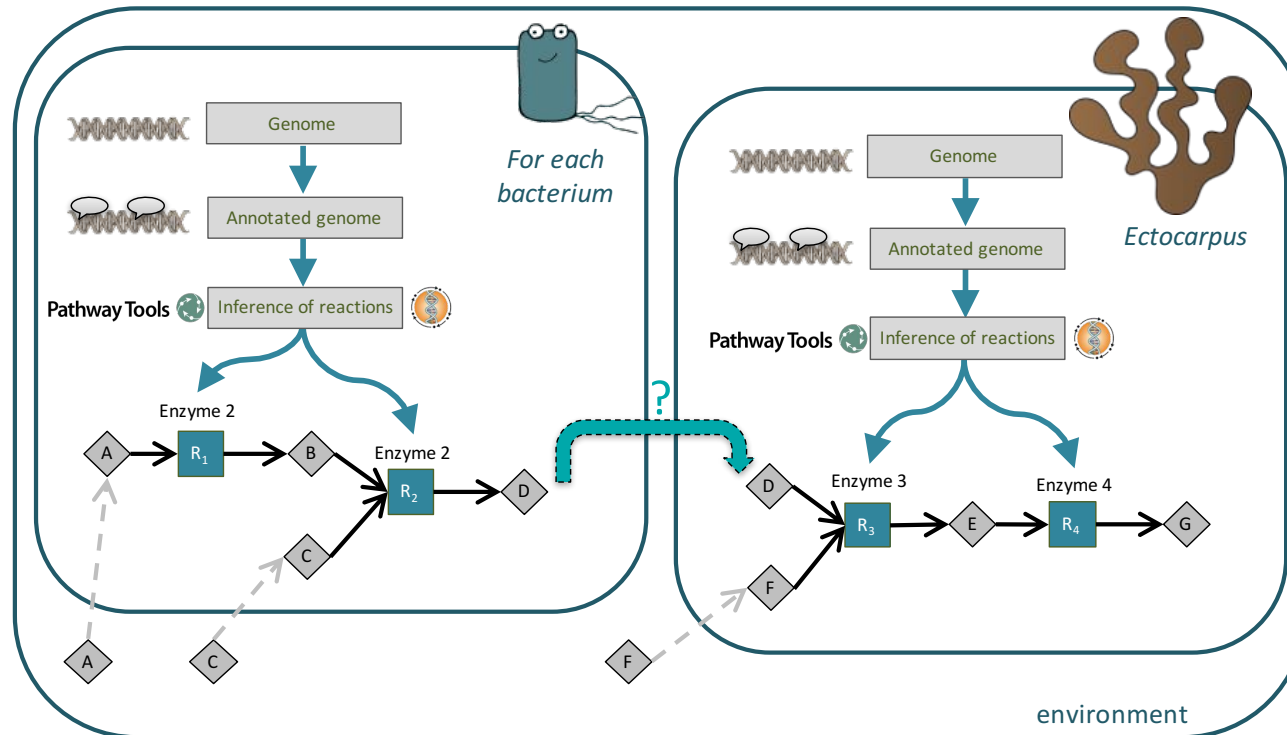 Genome
For each
bacterium
Annotated genome
Pathway Tools
Inference of reactions
Enzyme 2
A
R1
B
Enzyme 2
R2
C
D
A
C
?
Genome
Ectocarpus
Annotated genome
Pathway Tools
Inference of reactions
Enzyme 3
Enzyme 4
D
R3
E
R4
G
F
F
environment